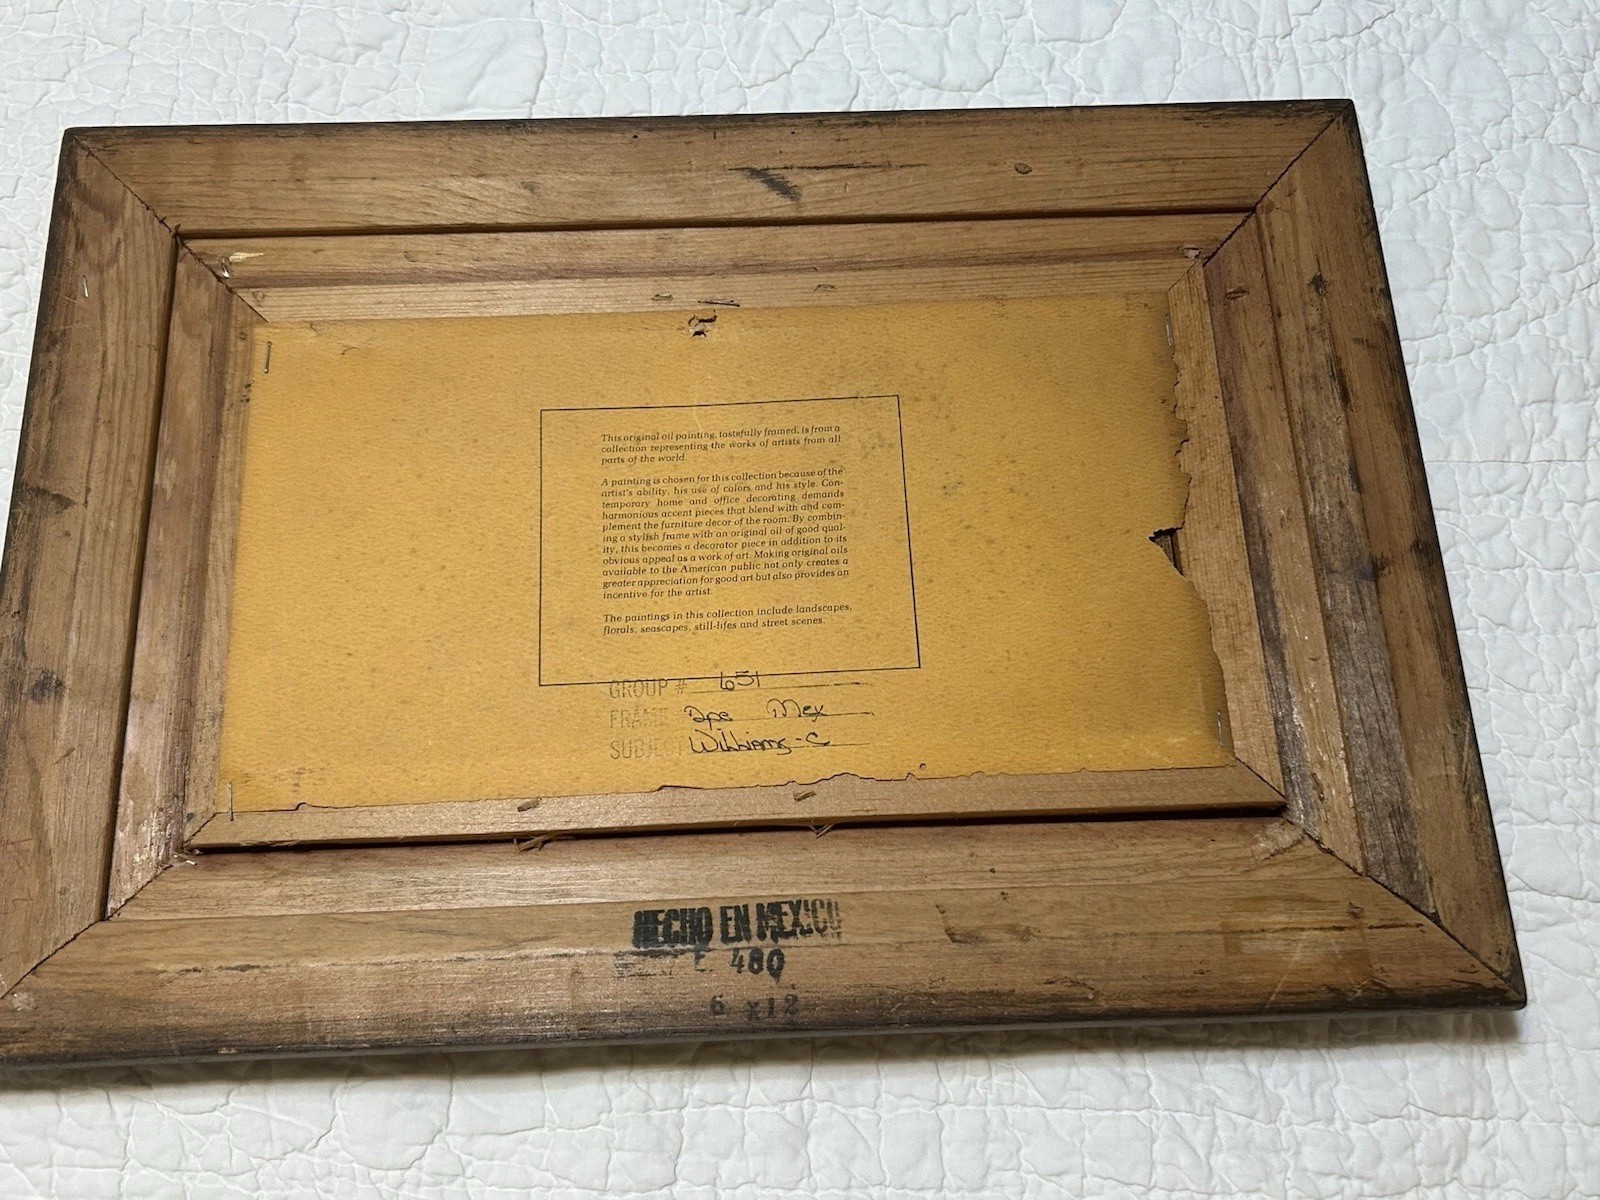 This original oil painting, tastefully framed, is from a
collection representing the works of artists from all
parts of the world.
A painting is chosen for this collection because of the
artist's ability, his use of colors and his style. Con-
temporary home and office decorating demands
harmonious accent pieces that blend with and com-
plement the furniture decor of the room. By combin-
ing a stylish frame with an original oil of good qual-
ity, this becomes a decorator piece in addition to its
obvious appeal as a work of art. Making original oils
available to the American public not only creates a
greater appreciation for good art but also provides an
incentive for the artist.
The paintings in this collection include landscapes,
florals, seascapes, still-lifes and street scenes.
GROUP # 651
FRAME Mex
SUBJECT Williams-C
HECHO EN MEXICO
480
6 x12